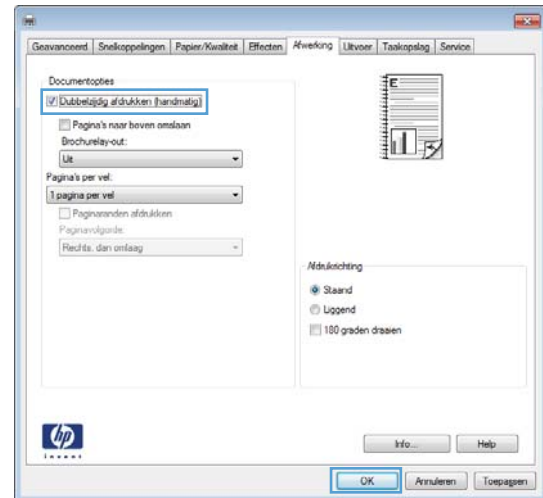 Geavanceerd Snelkoppelingen Papier/Kwaliteit Effecten Afwerking Uitvoer Taakopslag Service
Documentopties
Dubbelzijdig afdrukken (handmatig)
Pagina's naar boven omslaan
Brochurelay-out:
Uit
Pagina's per vel:
1 pagina per vel
Paginaranden afdrukken
Paginavolgorde:
Rechts, dan omlaag
E
Afdrukrichting
Staand
Liggend
180 graden draaien
hp
invent
Info...
Help
OK
Annuleren
Toepassen